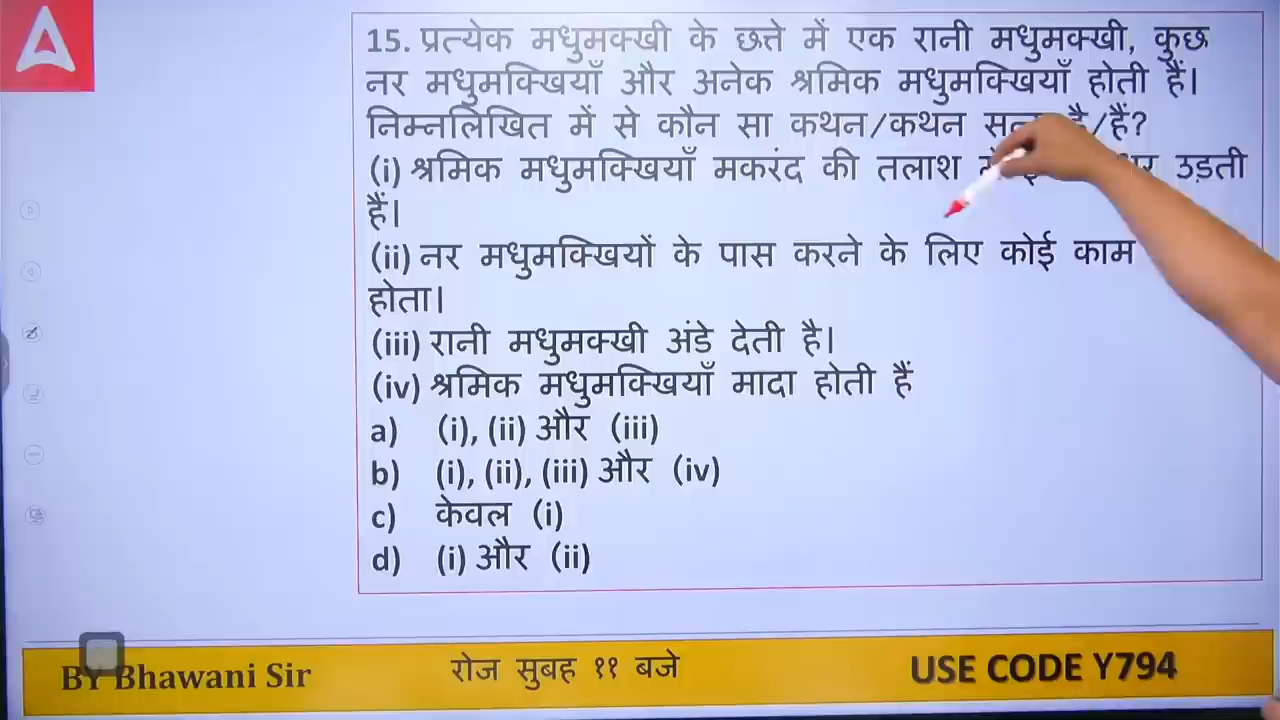 15. प्रत्येक मधुमक्खी के छत्ते में एक रानी मधुमक्खी, कुछ
नर मधुमक्खियाँ और अनेक श्रमिक मधुमक्खियाँ होती हैं।
निम्नलिखित में से कौन सा कथन/कथन है/हैं?
(i) श्रमिक मधुमक्खियाँ मकरंद की तलाश उड़ती
हैं।
(ii) नर मधुमक्खियों के पास करने के लिए कोई काम
होता।
(iii) रानी मधुमक्खी अंडे देती है।
(iv) श्रमिक मधुमक्खियाँ मादा होती हैं
a) (i), (ii) और (iii)
b) (i), (ii), (iii) और (iv)
c) केवल (i)
d) (i) और (ii)
BY Bhawani Sir
रोज सुबह ११ बजे
USE CODE Y794